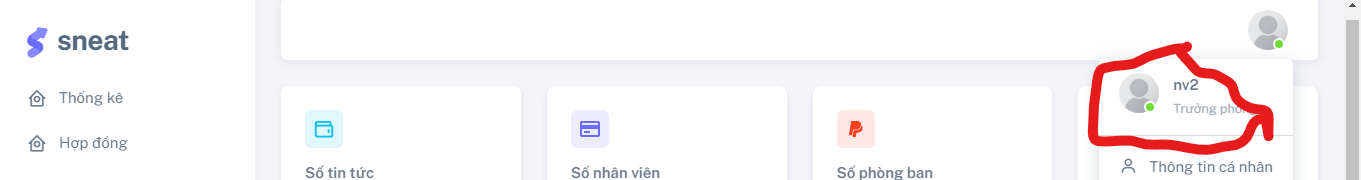 sneat
nv2
Trưởng phòng
Thống kê
Hợp đồng
Thông tin cá nhân
Số tin tức
Số nhân viên
Số phòng ban